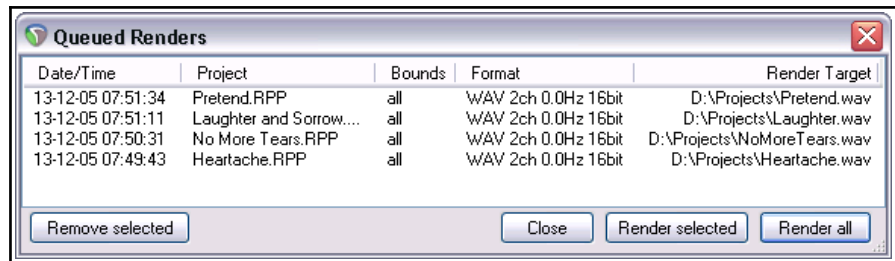 Queued Renders
Date/Time Project Bounds Format Render Target
13-12-05 07:51:34 Pretend.RPP all WAV 2ch 0.0Hz 16bit D:\Projects\Pretend.wav
13-12-05 07:51:11 Laughter and Sorrow.... all WAV 2ch 0.0Hz 16bit D:\Projects\Laughter.wav
13-12-05 07:50:31 No More Tears.RPP all WAV 2ch 0.0Hz 16bit D:\Projects\NoMoreTears.wav
13-12-05 07:49:43 Heartache.RPP all WAV 2ch 0.0Hz 16bit D:\Projects\Heartache.wav
Remove selected Close Render selected Render all